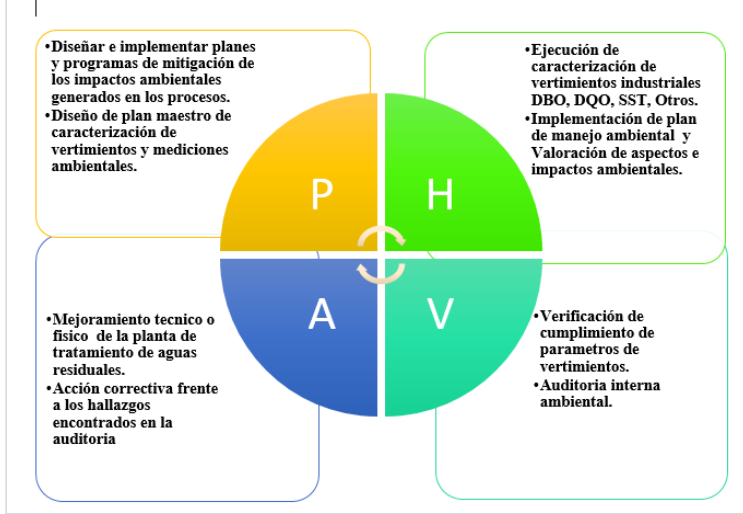 •Diseñar e implementar planes
y programas de mitigación de
los impactos ambientales
generados en los procesos.
•Diseño de plan maestro de
caracterización de
vertimientos y mediciones
ambientales.
P
•Ejecución de
caracterización de
vertimientos industriales
DBO, DQO, SST, Otros.
•Implementación de plan
de manejo ambiental y
Valoración de aspectos e
impactos ambientales.
H
•Mejoramiento tecnico o
fisico de la planta de
tratamiento de aguas
residuales.
•Acción correctiva frente
a los hallazgos
encontrados en la
auditoria
A
•Verificación de
cumplimiento de
parametros de
vertimientos.
•Auditoria interna
ambiental.
V